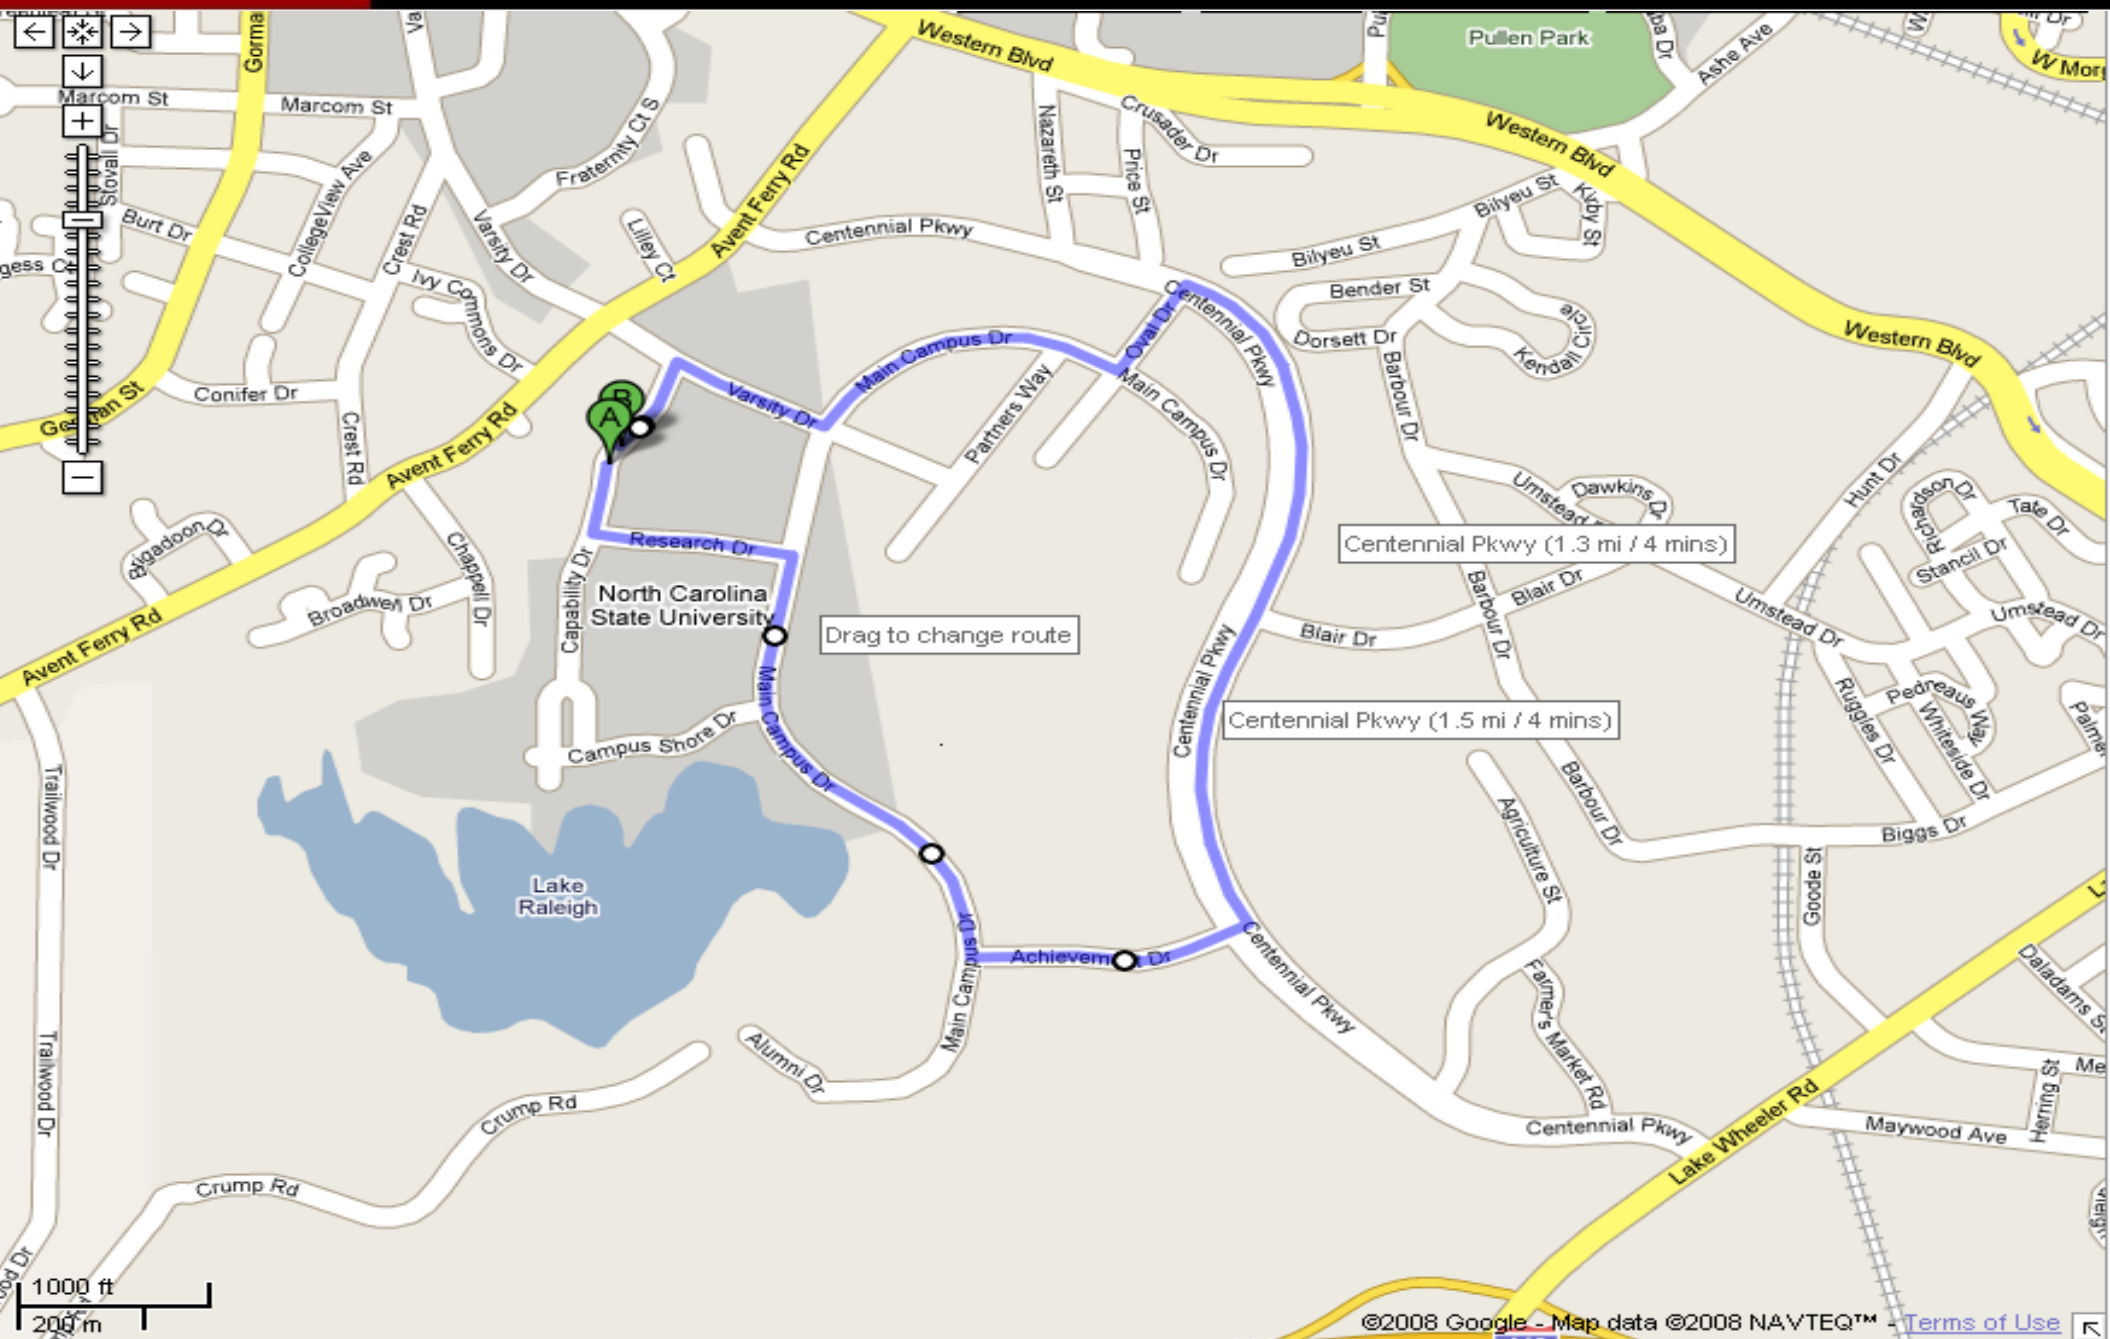 Western Blvd
Pullen Park
Ashe Ave
Marcom St
Marcom St
Crusader Dr
Nazareth St
Price St
Fraternity Ct S
Stovall Dr
CollegeView Ave
Crest Rd
Varsity Dr
Burt Dr
Lilley Ct
Avent Ferry Rd
Western Blvd
Bilyeu St
Kirby St
Centennial Pkwy
Bilyeu St
Ivy Commons Dr
Bender St
Centennial Pkwy
Oval Dr
Dorsett Dr
Kendall Circle
Western Blvd
Main Campus Dr
Conifer Dr
Varsity Dr
B
A
Partners Way
Main Campus Dr
Barbour Dr
Crest Rd
Avent Ferry Rd
Hunt Dr
Dawkins Dr
Richardson Dr
Tate Dr
Brigadoon Dr
Chappell Dr
Research Dr
Centennial Pkwy (1.3 mi / 4 mins)
Stancil Dr
Capability Dr
North Carolina
State University
Broadwell Dr
Drag to change route
Blair Dr
Blair Dr
Barbour Dr
Umstead Dr
Umstead Dr
Avent Ferry Rd
Centennial Pkwy
Main Campus Dr
Campus Shore Dr
Centennial Pkwy (1.5 mi / 4 mins)
Pedreaus Way
Ruggles Dr
Whiteside Dr
Trailwood Dr
Barbour Dr
Agriculture St
Biggs Dr
Goode St
Lake
Raleigh
Achievem
Dr
Centennial Pkwy
Main Campus Dr
Farmer's Market Rd
Trailwood Dr
Alumni Dr
Crump Rd
Herring St
Lake Wheeler Rd
Centennial Pkwy
Maywood Ave
Crump Rd
1000 ft
200 m
©2008 Google - Map data ©2008 NAVTEQ™ - Terms of Use